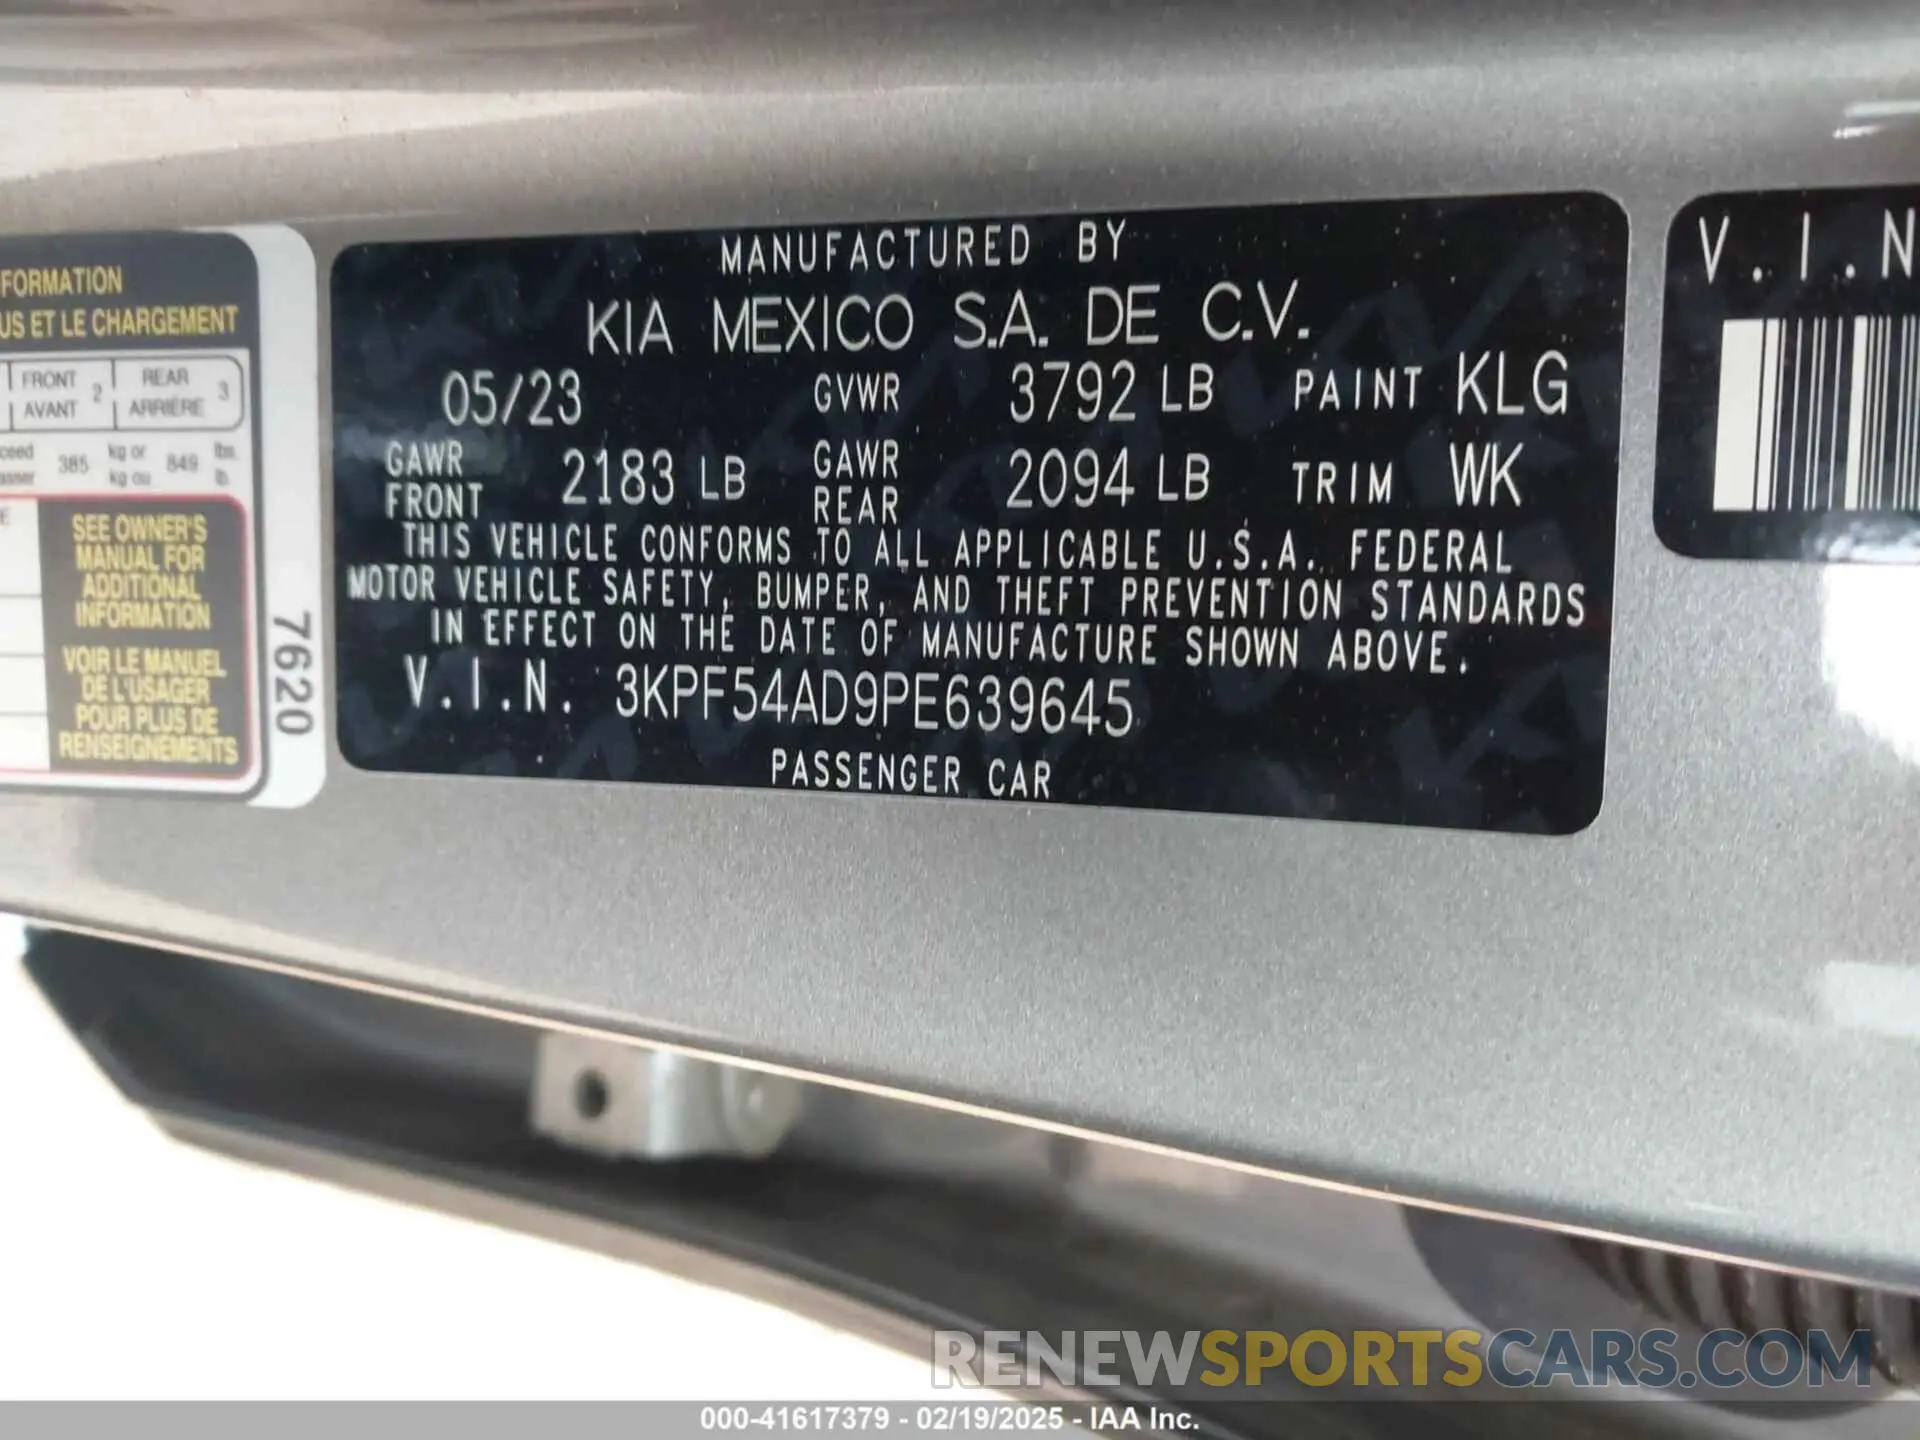 FORMATION
US ET LE CHARGEMENT
FRONT 2 REAR 3
AVANT ARRIÈRE
385 kg or 849 lbs.
kg ou lb.
SEE OWNER'S
MANUAL FOR
ADDITIONAL
INFORMATION
VOIR LE MANUEL
DE L'USAGER
POUR PLUS DE
RENSEIGNEMENTS
7620
MANUFACTURED BY
KIA MEXICO S.A. DE C.V.
05/23 GVWR 3792 LB PAINT KLG
GAWR FRONT 2183 LB GAWR REAR 2094 LB TRIM WK
THIS VEHICLE CONFORMS TO ALL APPLICABLE U.S.A. FEDERAL
MOTOR VEHICLE SAFETY, BUMPER, AND THEFT PREVENTION STANDARDS
IN EFFECT ON THE DATE OF MANUFACTURE SHOWN ABOVE.
V.I.N. 3KPF54AD9PE639645
PASSENGER CAR
V.I.N
RENEWSPORTSCARS.COM
000-41617379 - 02/19/2025 - IAA Inc.